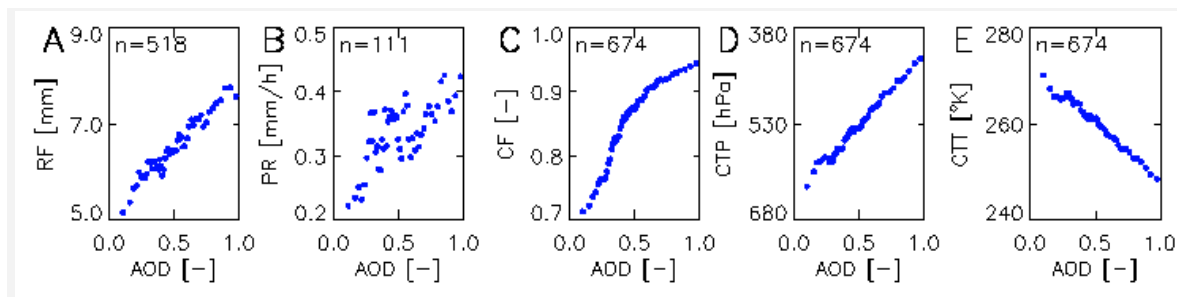 A
9.0
n=518
7.0
5.0
RF [mm]
0.0 0.5 1.0
AOD [–]
B
0.5
n=111
0.4
0.3
0.2
PR [mm/h]
0.0 0.5 1.0
AOD [–]
C
1.0
n=674
0.9
0.8
0.7
CF [–]
0.0 0.5 1.0
AOD [–]
D
380
n=674
530
680
CTP [hPa]
0.0 0.5 1.0
AOD [–]
E
280
n=674
260
240
CTT [°K]
0.0 0.5 1.0
AOD [–]